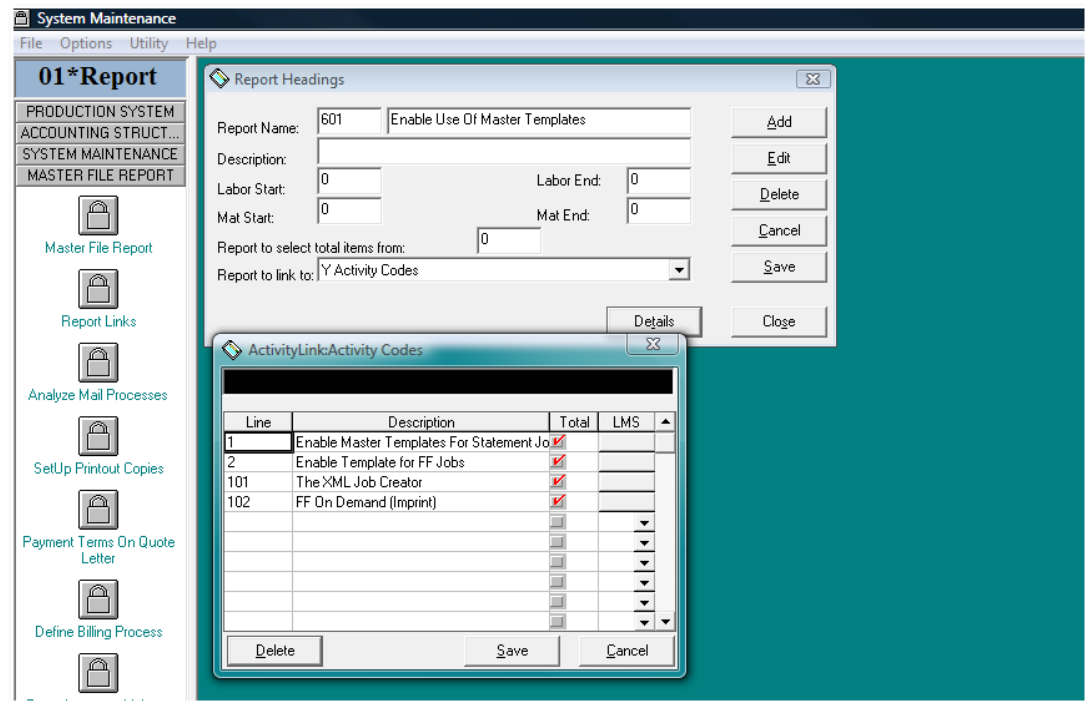 System Maintenance
File Options Utility Help
01*Report
PRODUCTION SYSTEM
ACCOUNTING STRUCT...
SYSTEM MAINTENANCE
MASTER FILE REPORT
Master File Report
Report Links
Analyze Mail Processes
SetUp Printout Copies
Payment Terms On Quote
Letter
Define Billing Process
Report Headings
Report Name: 601 Enable Use Of Master Templates
Description:
Labor Start: 0 Labor End: 0
Mat Start: 0 Mat End: 0
Report to select total items from: 0
Report to link to: Y Activity Codes
Add
Edit
Delete
Cancel
Save
Details Close
ActivityLink:Activity Codes
Line Description Total LMS
1 Enable Master Templates For Statement Jo
2 Enable Template for FF Jobs
101 The XML Job Creator
102 FF On Demand (Imprint)
Delete Save Cancel